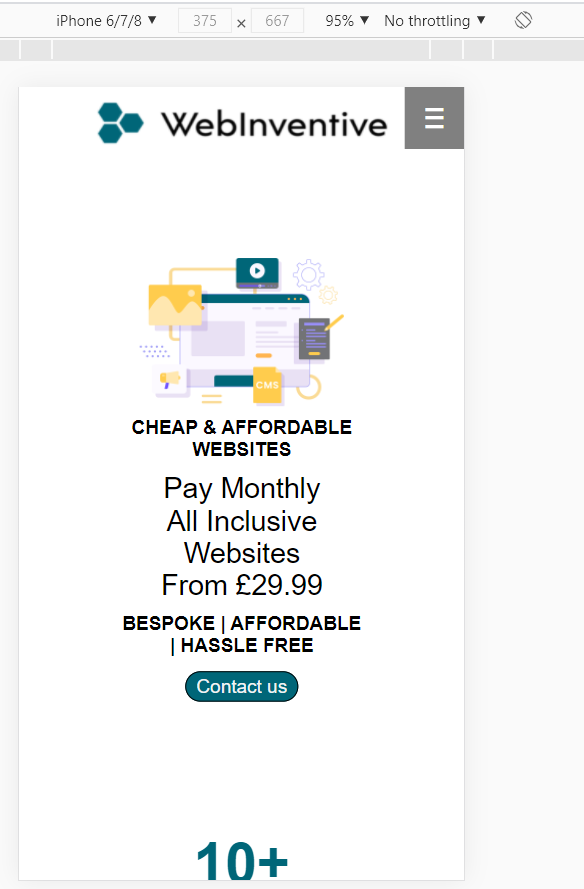 iPhone 6/7/8 ▼ 375 × 667 95% ▼ No throttling ▼
WebInventive
CMS
CHEAP & AFFORDABLE
WEBSITES
Pay Monthly
All Inclusive
Websites
From £29.99
BESPOKE | AFFORDABLE
| HASSLE FREE
Contact us
10+